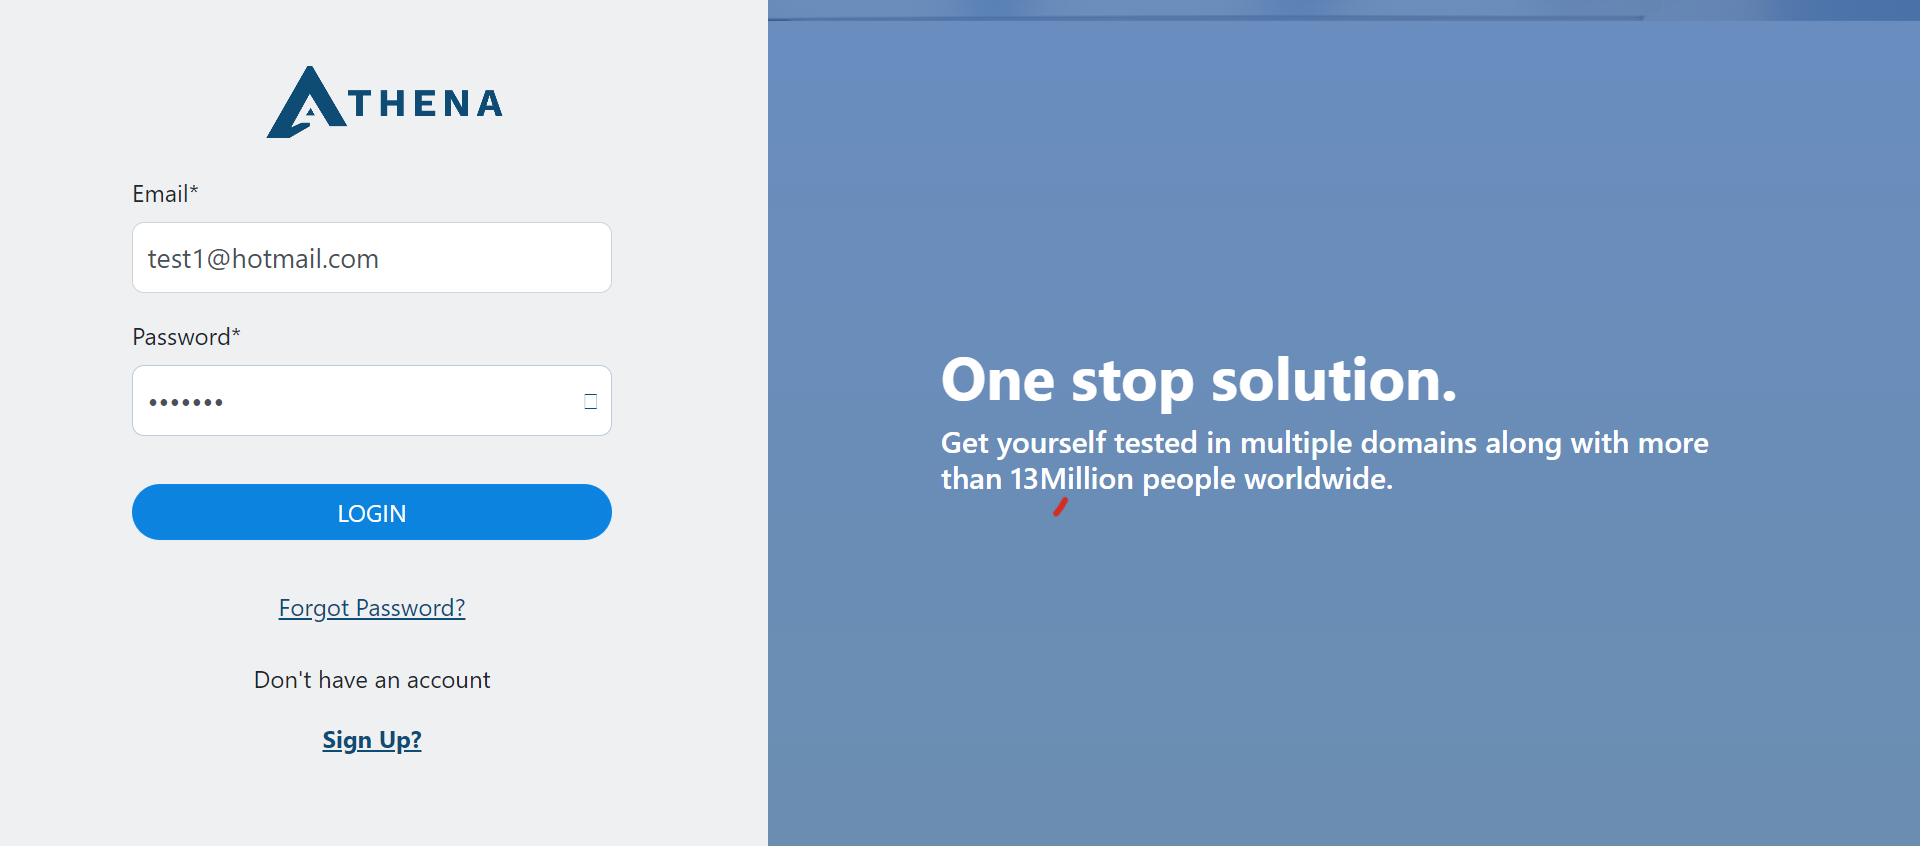 ATHENA
Email*
test1@hotmail.com
Password*
•••••••
LOGIN
Forgot Password?
Don't have an account
Sign Up?
One stop solution.
Get yourself tested in multiple domains along with more
than 13Million people worldwide.